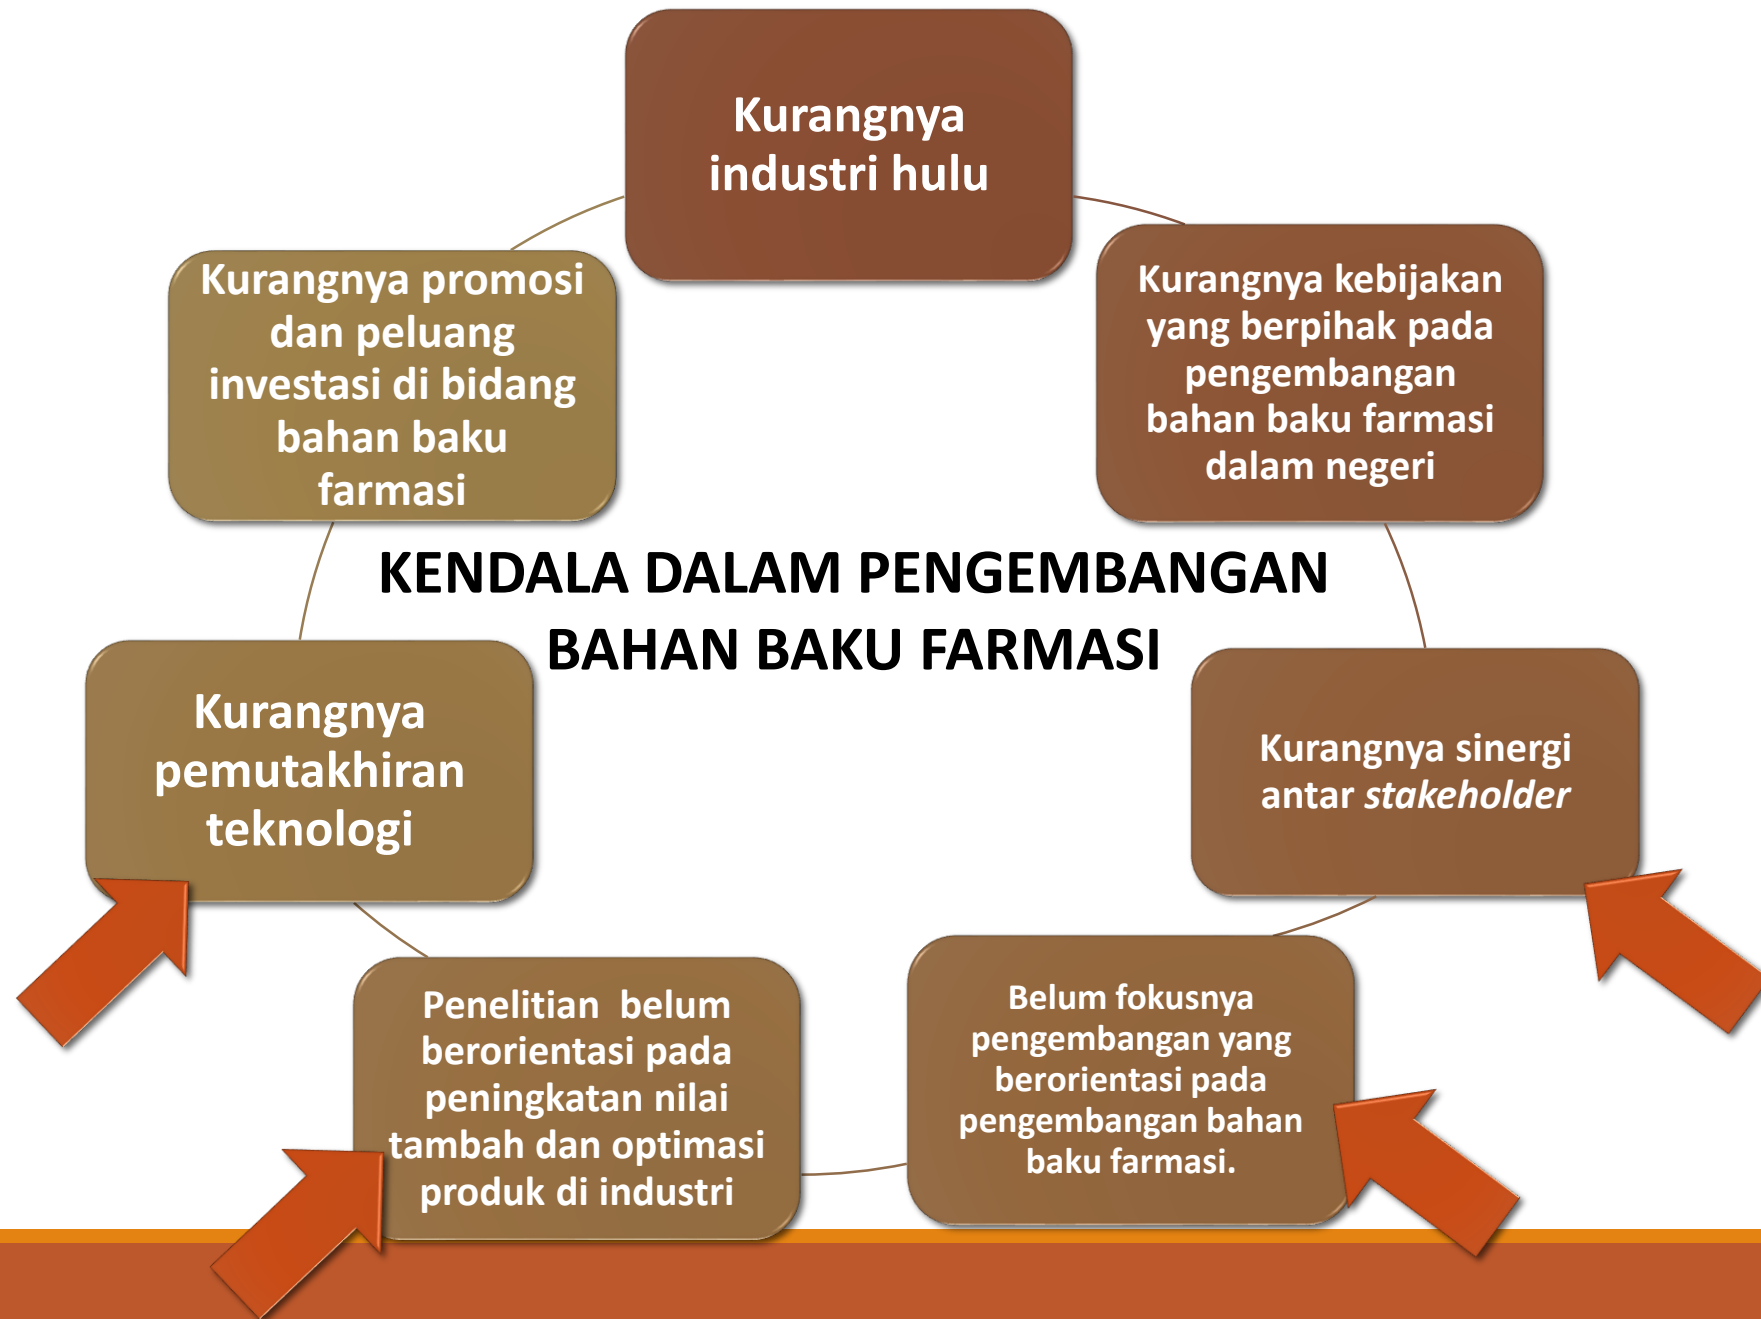 Kurangnya
industri hulu
Kurangnya kebijakan
yang berpihak pada
pengembangan
bahan baku farmasi
dalam negeri
Kurangnya sinergi
antar stakeholder
Belum fokusnya
pengembangan yang
berorientasi pada
pengembangan bahan
baku farmasi.
Penelitian  belum
berorientasi pada
peningkatan nilai
tambah dan optimasi
produk di industri
Kurangnya
pemutakhiran
teknologi
Kurangnya promosi
dan peluang
investasi di bidang
bahan baku
farmasi
KENDALA DALAM PENGEMBANGAN
BAHAN BAKU FARMASI